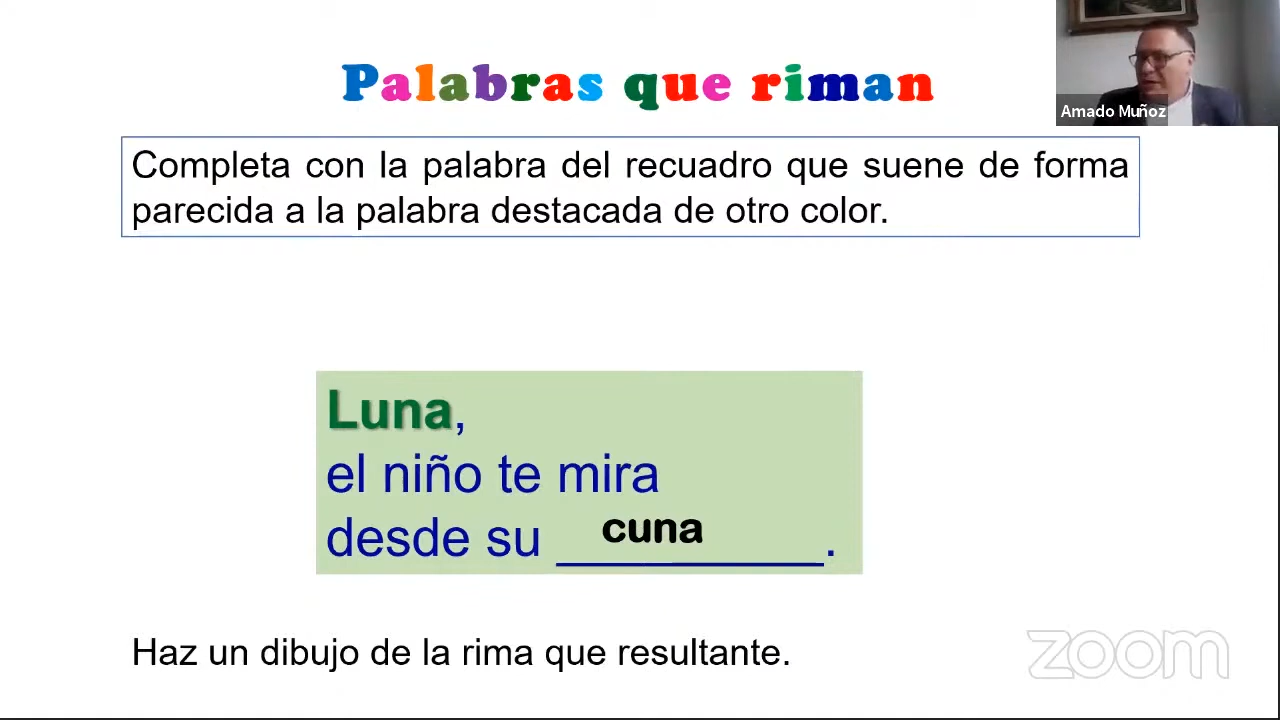 Palabras que riman
Amado Muñoz
Completa con la palabra del recuadro que suene de forma
parecida a la palabra destacada de otro color.
Luna,
el niño te mira
desde su cuna.
Haz un dibujo de la rima que resultante.
zoom